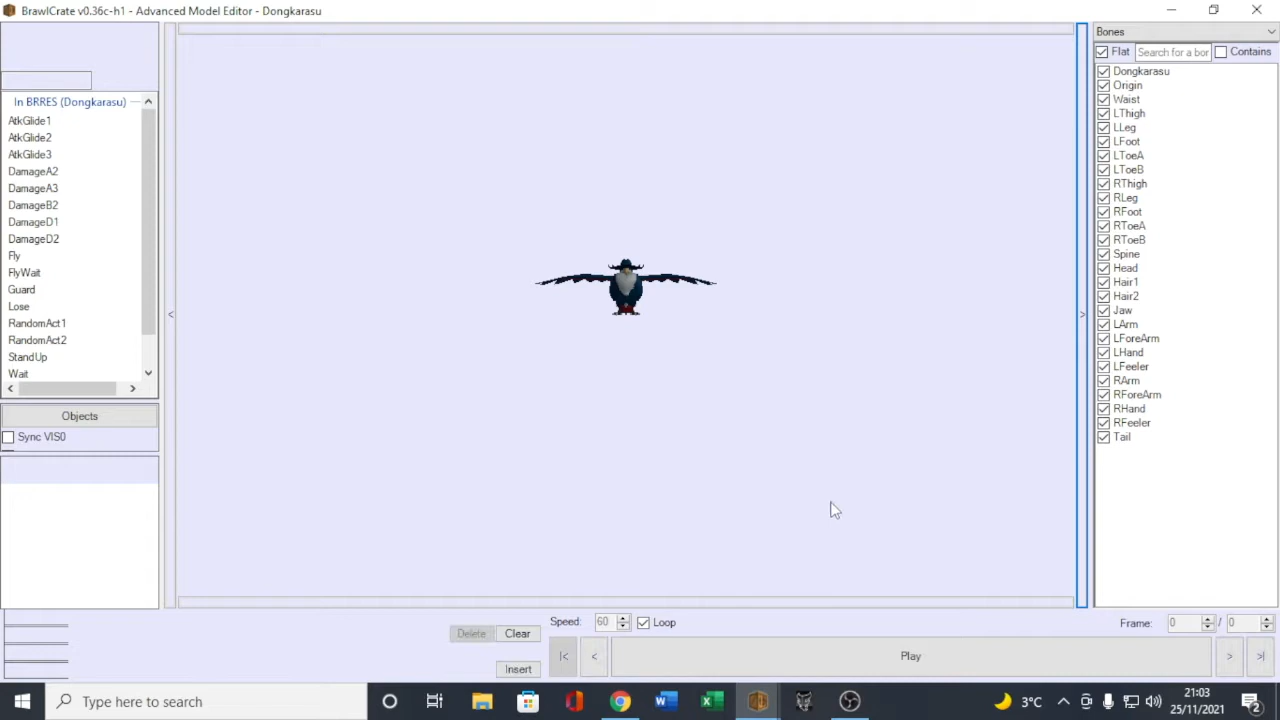 BrawlCrate v0.36c-h1 - Advanced Model Editor - Dongkarasu
Bones
Flat
Search for a bor
Contains
In BRRES (Dongkarasu)
AtkGlide1
AtkGlide2
AtkGlide3
DamageA2
DamageA3
DamageB2
DamageD1
DamageD2
Fly
FlyWait
Guard
Lose
RandomAct1
RandomAct2
StandUp
Wait
Objects
Sync VIS0
<
>
Dongkarasu
Origin
Waist
LThigh
LLeg
LFoot
LToeA
LToeB
RThigh
RLeg
RFoot
RToeA
RToeB
Spine
Head
Hair1
Hair2
Jaw
LArm
LForeArm
LHand
LFeeler
RArm
RForeArm
RHand
RFeeler
Tail
Speed: 60 Loop
Frame: 0 / 0
Delete Clear
Insert
|< < Play > >|
Type here to search
3°C
21:03
25/11/2021
2